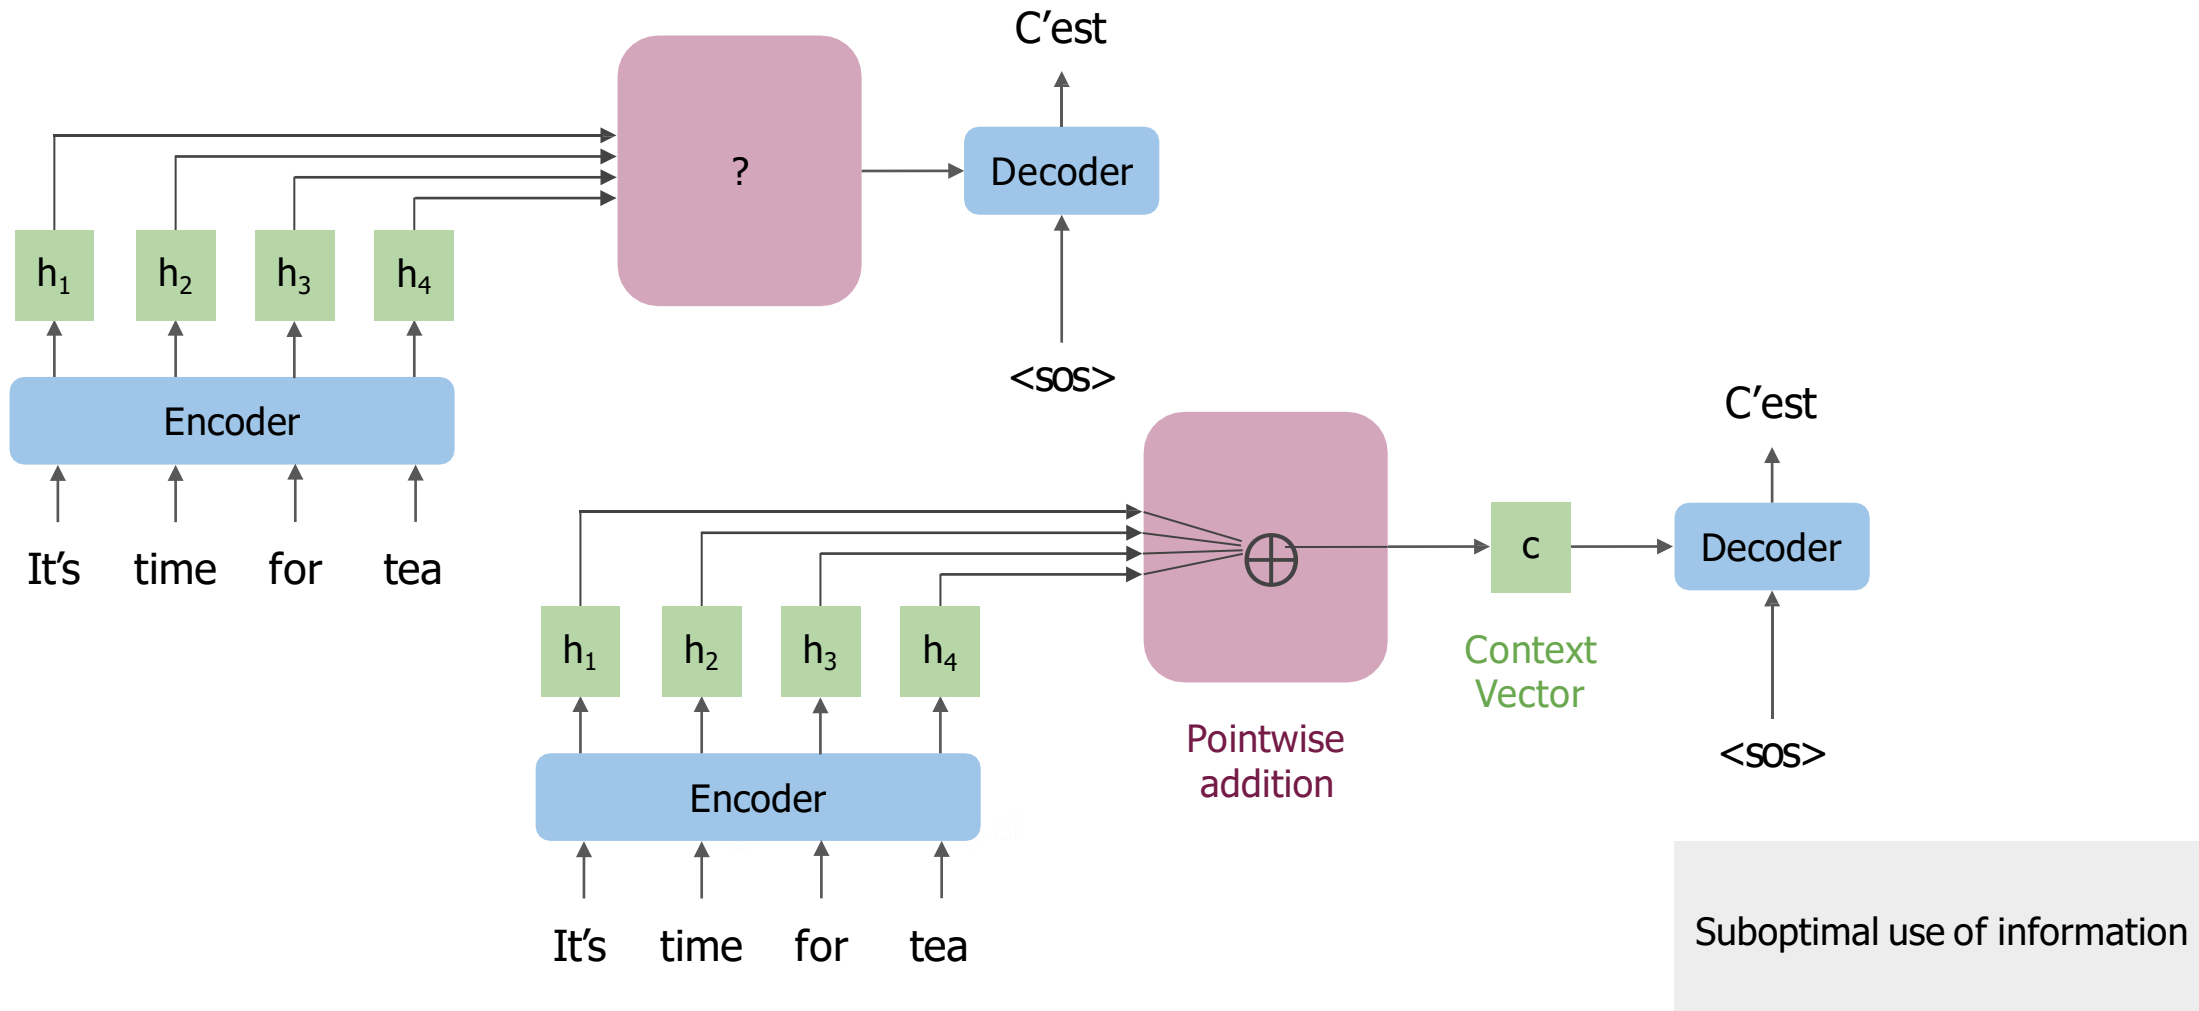 C’est
?
Decoder
h1 h2 h3 h4
<sos>
Encoder
It’s time for tea
C’est
c
Decoder
h1 h2 h3 h4
Context
Vector
Pointwise
addition
<sos>
Encoder
It’s time for tea
Suboptimal use of information